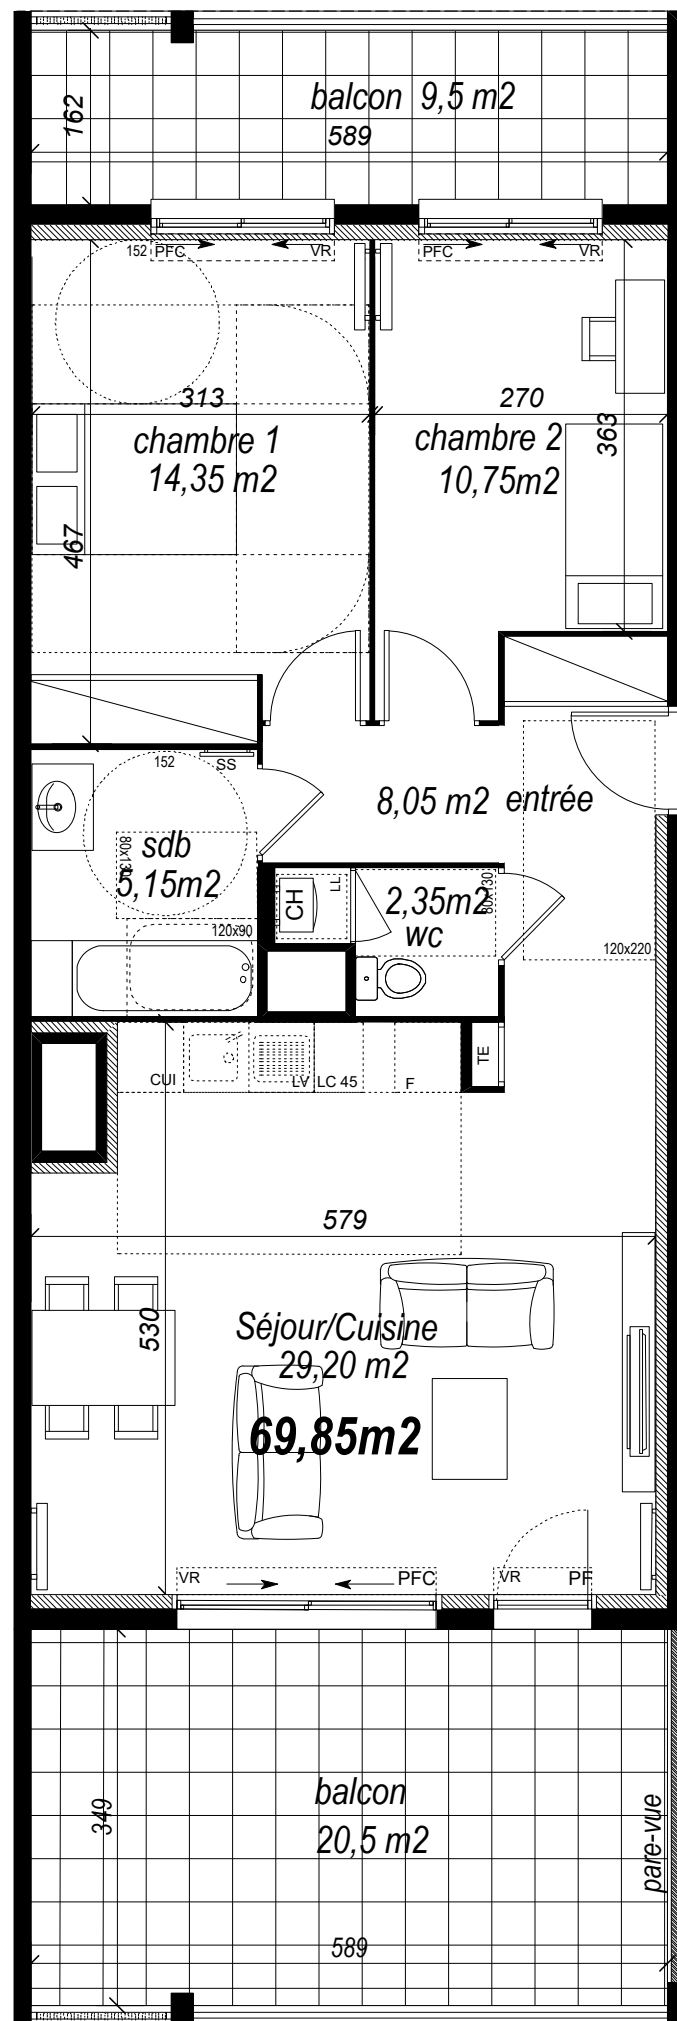 balcon 9,5 m2
162
589
152 PFC VR
PFC VR
313
270
363
chambre 1
14,35 m2
chambre 2
10,75m2
467
152
SS
8,05 m2 entrée
sdb
5,15m2
80x130
CH
LL
2,35m2
wc
80x130
120x90
120x220
CUI
LV
LC 45
F
TE
579
530
Séjour/Cuisine
29,20 m2
69,85m2
VR PFC
VR PF
balcon
20,5 m2
349
pare-vue
589